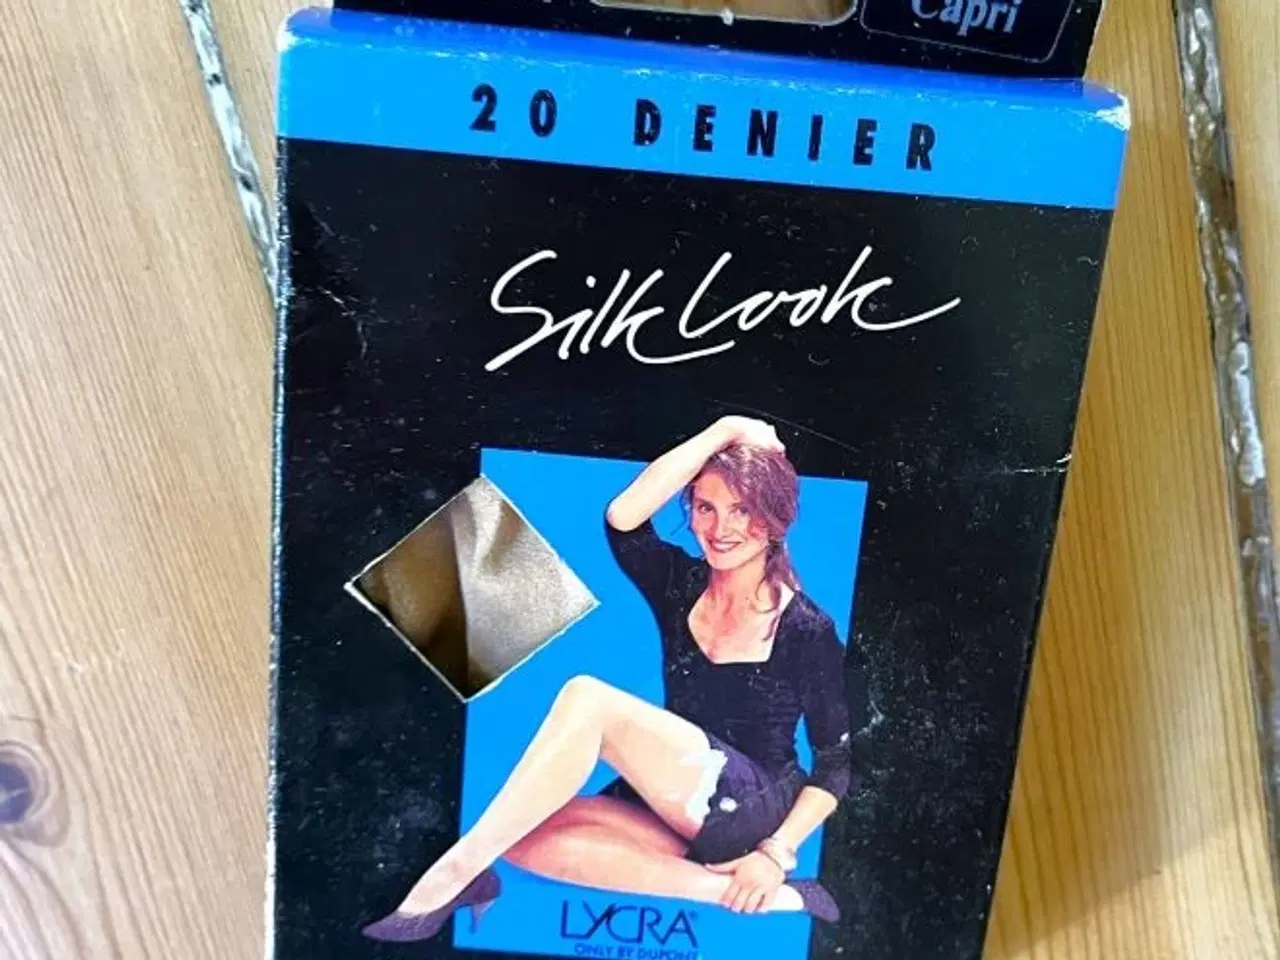 Capri
20 DENIER
Silk Look
LYCRA®
ONLY BY DUPONT